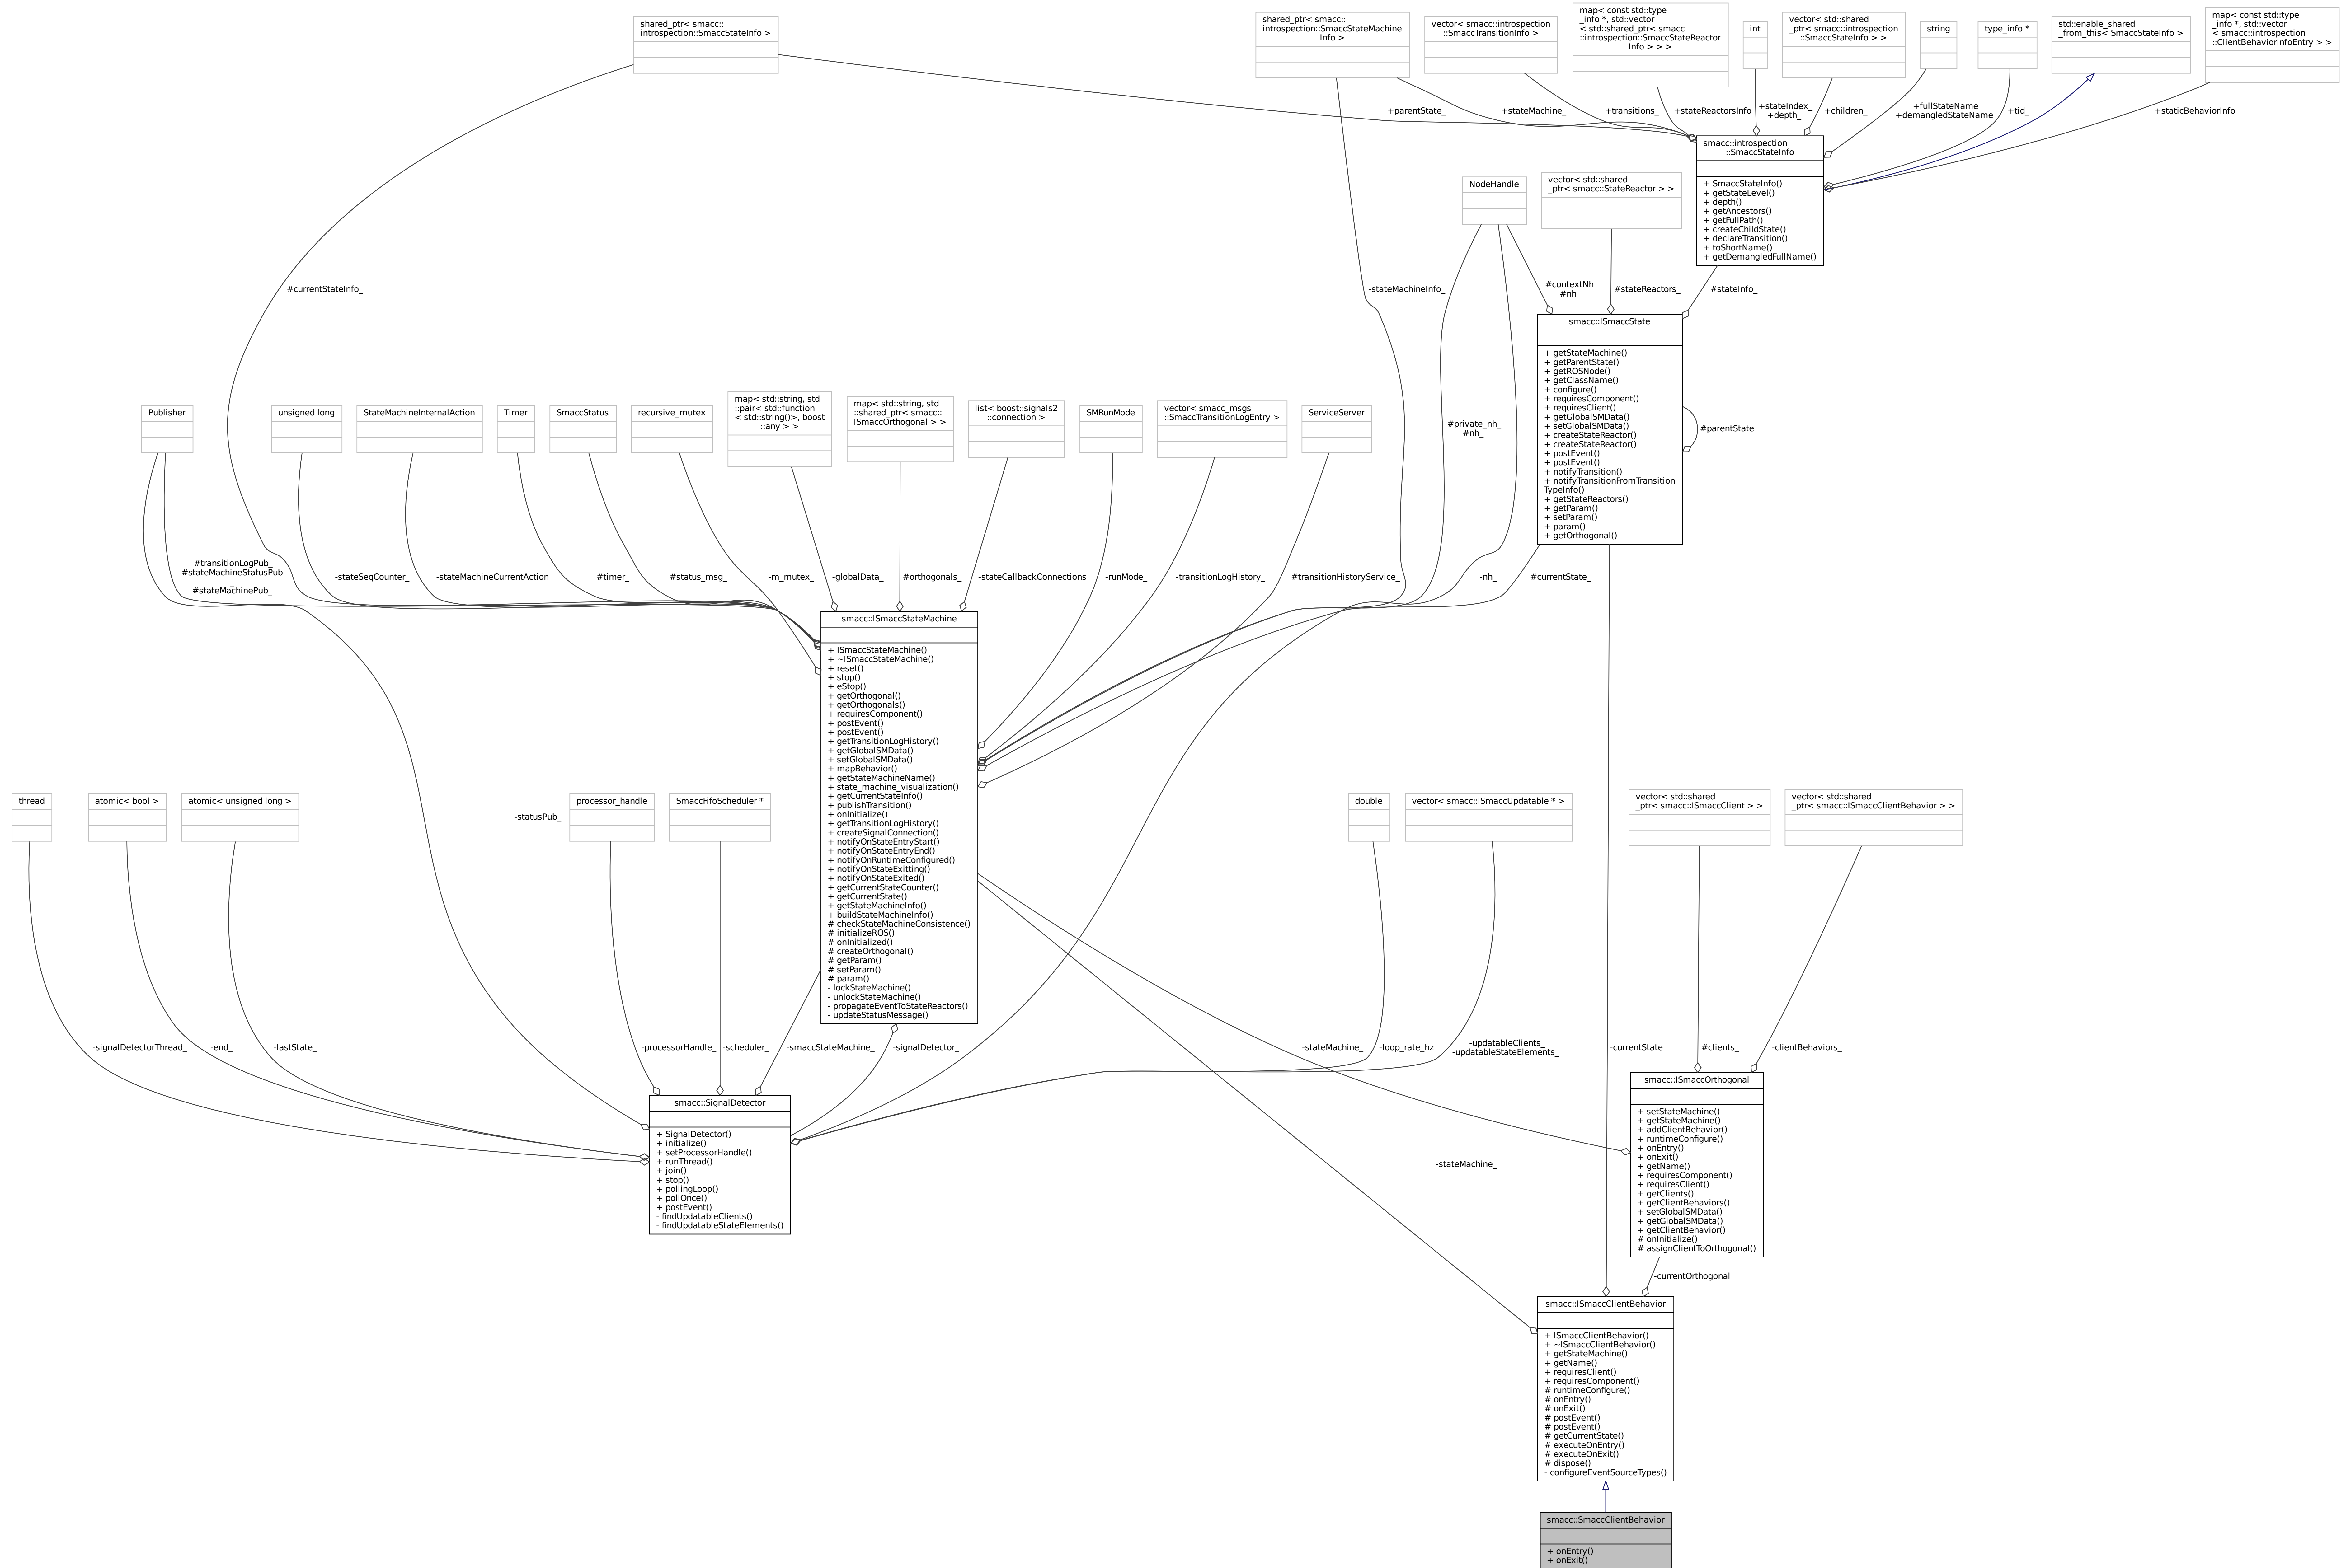 shared_ptr< smacc::
introspection::SmaccStateInfo >
shared_ptr< smacc::
introspection::SmaccStateMachine
Info >
vector< smacc::introspection
::SmaccTransitionInfo >
map< const std::type
_info *, std::vector
< std::shared_ptr< smacc
::introspection::SmaccStateReactor
Info > > >
int
vector< std::shared
_ptr< smacc::introspection
::SmaccStateInfo > >
string
type_info *
std::enable_shared
_from_this< SmaccStateInfo >
map< const std::type
_info *, std::vector
< smacc::introspection
::ClientBehaviorInfoEntry > >
+parentState_
+stateMachine_
+transitions_
+stateReactorsInfo
+stateIndex_
+depth_
+children_
+fullStateName
+demangledStateName
+tid_
+staticBehaviorInfo
smacc::introspection
::SmaccStateInfo
+ SmaccStateInfo()
+ getStateLevel()
+ depth()
+ getAncestors()
+ getFullPath()
+ createChildState()
+ declareTransition()
+ toShortName()
+ getDemangledFullName()
NodeHandle
vector< std::shared
_ptr< smacc::StateReactor > >
#currentStateInfo_
-stateMachineInfo_
#contextNh
#nh
#stateReactors_
#stateInfo_
smacc::ISmaccState
+ getStateMachine()
+ getParentState()
+ getROSNode()
+ getClassName()
+ configure()
+ requiresComponent()
+ requiresClient()
+ getGlobalSMData()
+ setGlobalSMData()
+ createStateReactor()
+ createStateReactor()
+ postEvent()
+ postEvent()
+ notifyTransition()
+ notifyTransitionFromTransition
TypeInfo()
+ getStateReactors()
+ getParam()
+ setParam()
+ param()
+ getOrthogonal()
#parentState_
#private_nh_
#nh_
Publisher
unsigned long
StateMachineInternalAction
Timer
SmaccStatus
recursive_mutex
map< std::string, std
::pair< std::function
< std::string()>, boost
::any > >
map< std::string, std
::shared_ptr< smacc::
ISmaccOrthogonal > >
list< boost::signals2
::connection >
SMRunMode
vector< smacc_msgs
::SmaccTransitionLogEntry >
ServiceServer
#transitionLogPub_
#stateMachineStatusPub
_
#stateMachinePub_
-stateSeqCounter_
-stateMachineCurrentAction
#timer_
#status_msg_
-m_mutex_
-globalData_
#orthogonals_
-stateCallbackConnections
-runMode_
-transitionLogHistory_
#transitionHistoryService_
-nh_
#currentState_
smacc::ISmaccStateMachine
+ ISmaccStateMachine()
+ ~ISmaccStateMachine()
+ reset()
+ stop()
+ eStop()
+ getOrthogonal()
+ getOrthogonals()
+ requiresComponent()
+ postEvent()
+ postEvent()
+ getTransitionLogHistory()
+ getGlobalSMData()
+ setGlobalSMData()
+ mapBehavior()
+ getStateMachineName()
+ state_machine_visualization()
+ getCurrentStateInfo()
+ publishTransition()
+ onInitialize()
+ getTransitionLogHistory()
+ createSignalConnection()
+ notifyOnStateEntryStart()
+ notifyOnStateEntryEnd()
+ notifyOnRuntimeConfigured()
+ notifyOnStateExitting()
+ notifyOnStateExited()
+ getCurrentStateCounter()
+ getCurrentState()
+ getStateMachineInfo()
+ buildStateMachineInfo()
# checkStateMachineConsistence()
# initializeROS()
# onInitialized()
# createOrthogonal()
# getParam()
# setParam()
# param()
- lockStateMachine()
- unlockStateMachine()
- propagateEventToStateReactors()
- updateStatusMessage()
thread
atomic< bool >
atomic< unsigned long >
-statusPub_
processor_handle
SmaccFifoScheduler *
double
vector< smacc::ISmaccUpdatable * >
vector< std::shared
_ptr< smacc::ISmaccClient > >
vector< std::shared
_ptr< smacc::ISmaccClientBehavior > >
-signalDetectorThread_
-end_
-lastState_
-processorHandle_
-scheduler_
-smaccStateMachine_
-signalDetector_
-stateMachine_
-loop_rate_hz
-updatableClients_
-updatableStateElements_
-currentState
#clients_
-clientBehaviors_
smacc::SignalDetector
+ SignalDetector()
+ initialize()
+ setProcessorHandle()
+ runThread()
+ join()
+ stop()
+ pollingLoop()
+ pollOnce()
+ postEvent()
- findUpdatableClients()
- findUpdatableStateElements()
smacc::ISmaccOrthogonal
+ setStateMachine()
+ getStateMachine()
+ addClientBehavior()
+ runtimeConfigure()
+ onEntry()
+ onExit()
+ getName()
+ requiresComponent()
+ requiresClient()
+ getClients()
+ getClientBehaviors()
+ setGlobalSMData()
+ getGlobalSMData()
+ getClientBehavior()
# onInitialize()
# assignClientToOrthogonal()
-stateMachine_
-currentOrthogonal
smacc::ISmaccClientBehavior
+ ISmaccClientBehavior()
+ ~ISmaccClientBehavior()
+ getStateMachine()
+ getName()
+ requiresClient()
+ requiresComponent()
# runtimeConfigure()
# onEntry()
# onExit()
# postEvent()
# postEvent()
# getCurrentState()
# executeOnEntry()
# executeOnExit()
# dispose()
- configureEventSourceTypes()
smacc::SmaccClientBehavior
+ onEntry()
+ onExit()